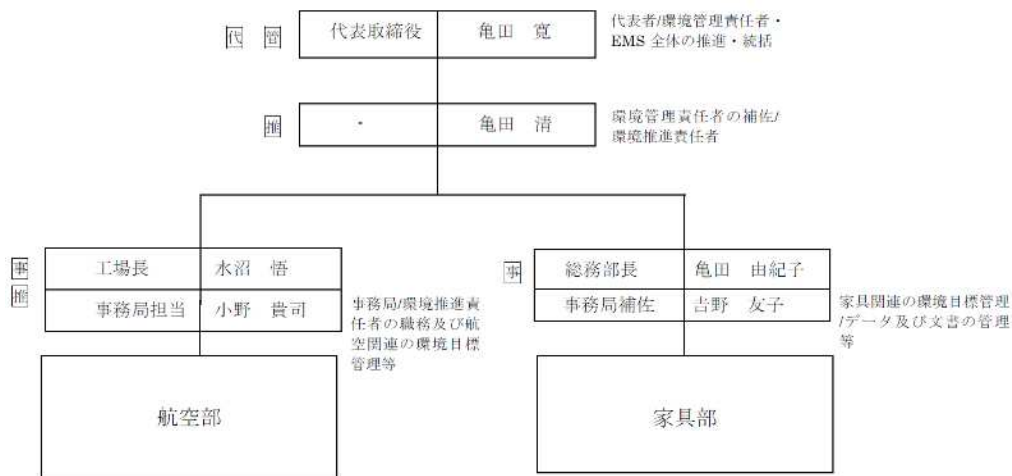 代 管
代表取締役 亀田 寛
代表者/環境管理責任者・
EMS 全体の推進・統括
推
・ 亀田 清
環境管理責任者の補佐/
環境推進責任者
事
推
工場長 水沼 悟
事務局担当 小野 貴司
事務局/環境推進責
任者の職務及び航
空関連の環境目標
管理等
事
総務部長 亀田 由紀子
事務局補佐 吉野 友子
家具関連の環境目標管理
/データ及び文書の管理
等
航空部
家具部